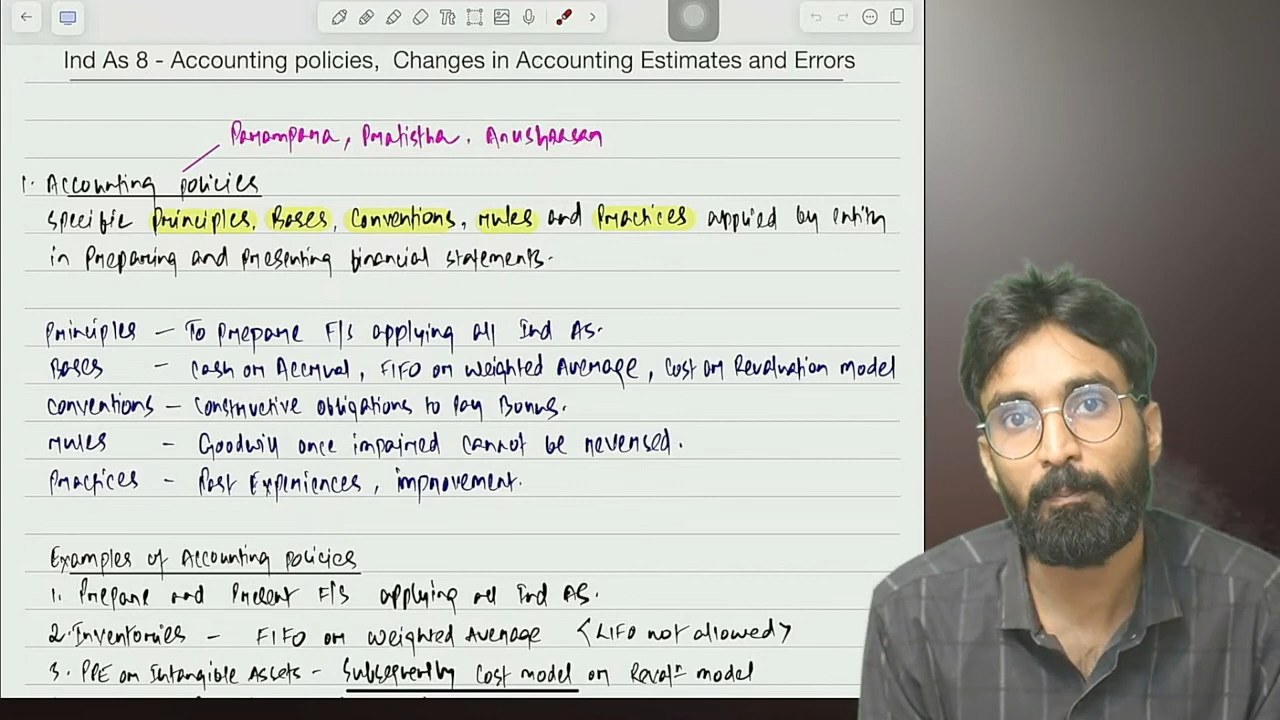 Ind As 8 - Accounting policies, Changes in Accounting Estimates and Errors
Parampara, Pratistha, Anushaasan
1. Accounting policies
specific Principles, Bases, Conventions, rules and Practices applied by entity
in Preparing and Presenting financial statements.
Principles – To prepare F/s applying all Ind AS.
Bases – Cash or Accrual, FIFO or weighted Average, Cost or Revaluation model
Conventions – Constructive obligations to Pay Bonus.
rules – Goodwill once impaired cannot be reversed.
Practices – Past Experiences, improvement.
Examples of Accounting policies
1. Prepare and Present F/s applying all Ind AS.
2. Inventories – FIFO or weighted Average <LIFO not allowed>
3. PPE or Intangible Assets – Subsequently Cost model or Revalⁿ model